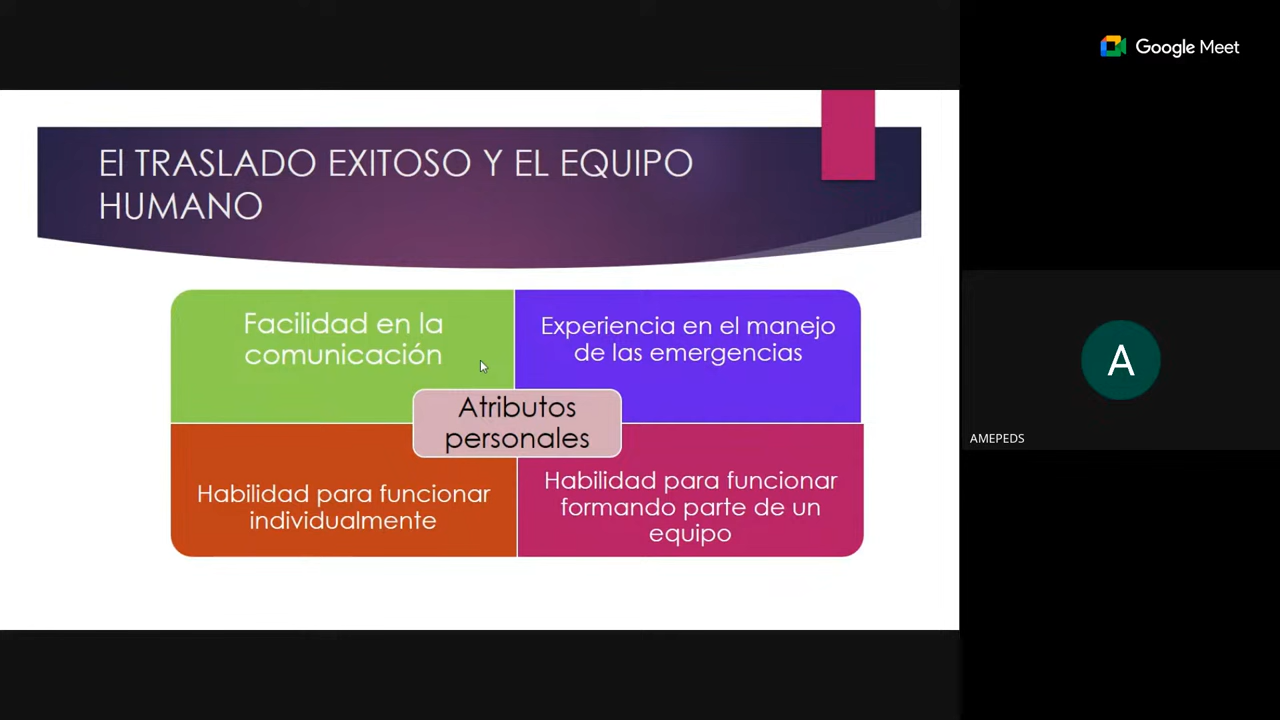 El TRASLADO EXITOSO Y EL EQUIPO
HUMANO
Facilidad en la
comunicación
Experiencia en el manejo
de las emergencias
Atributos
personales
Habilidad para funcionar
individualmente
Habilidad para funcionar
formando parte de un
equipo
Google Meet
A
AMEPEDS